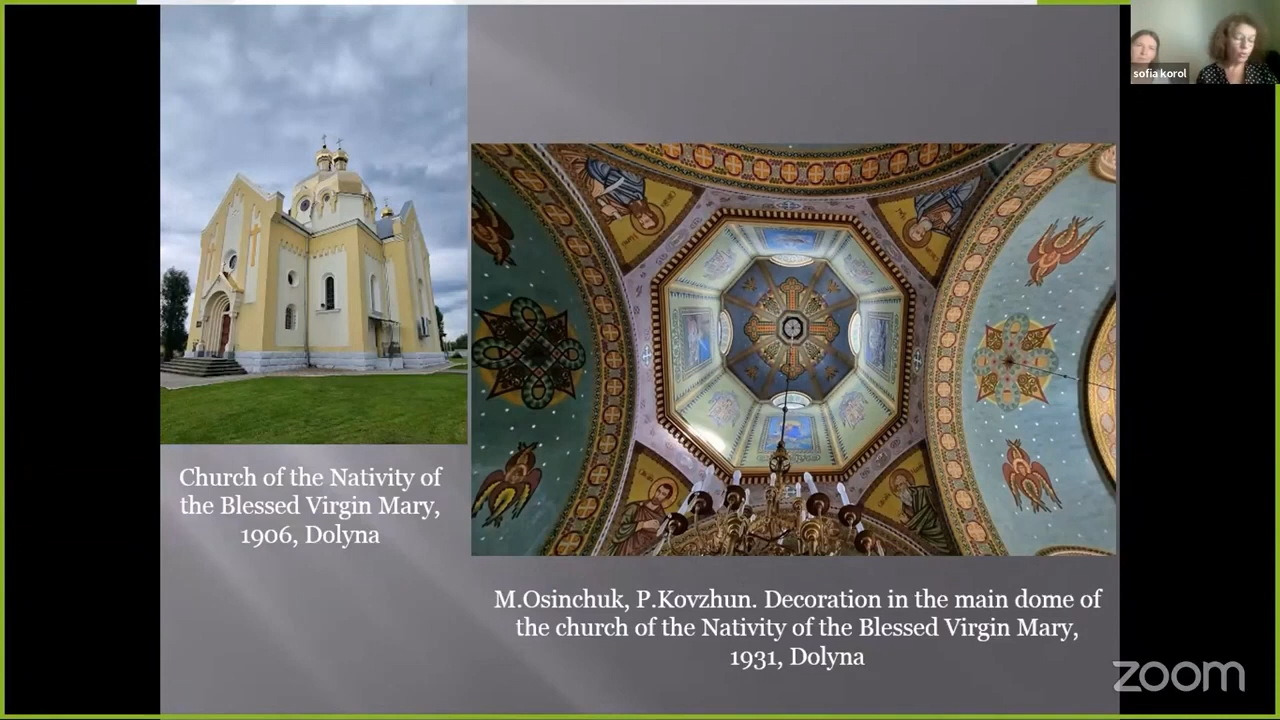 sofia korol
Church of the Nativity of
the Blessed Virgin Mary,
1906, Dolyna
M.Osinchuk, P.Kovzhun. Decoration in the main dome of
the church of the Nativity of the Blessed Virgin Mary,
1931, Dolyna
zoom